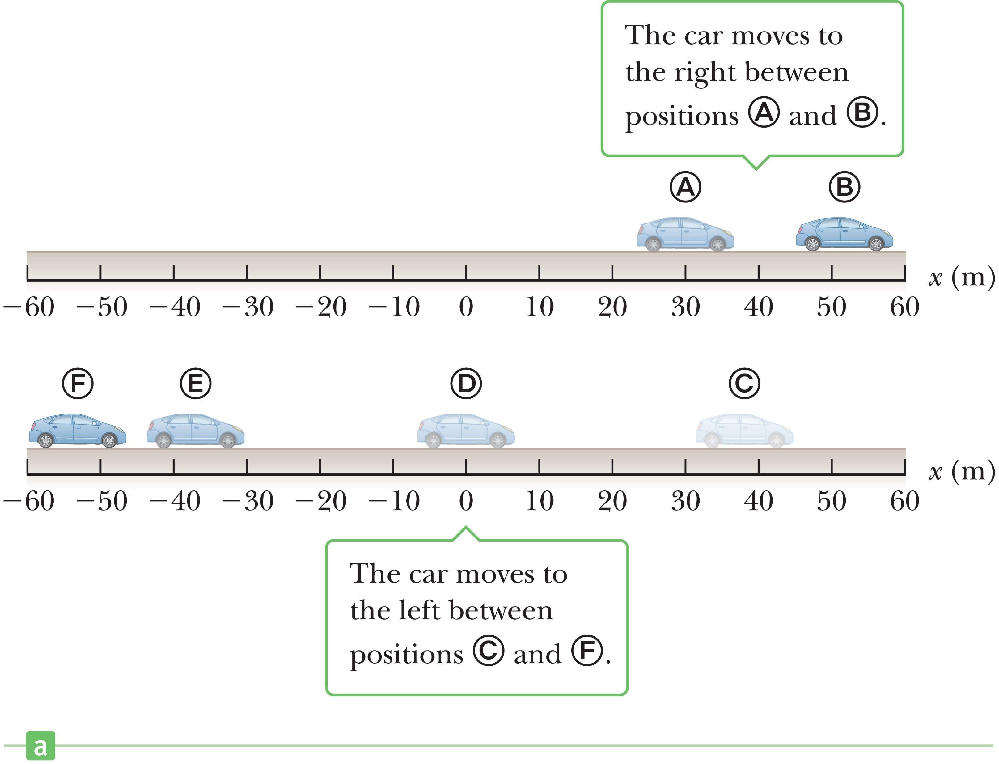 The car moves to
the right between
positions Ⓐ and Ⓑ.
Ⓐ Ⓑ
x (m)
−60 −50 −40 −30 −20 −10 0 10 20 30 40 50 60
Ⓕ Ⓔ Ⓓ Ⓒ
x (m)
−60 −50 −40 −30 −20 −10 0 10 20 30 40 50 60
The car moves to
the left between
positions Ⓒ and Ⓕ.
a